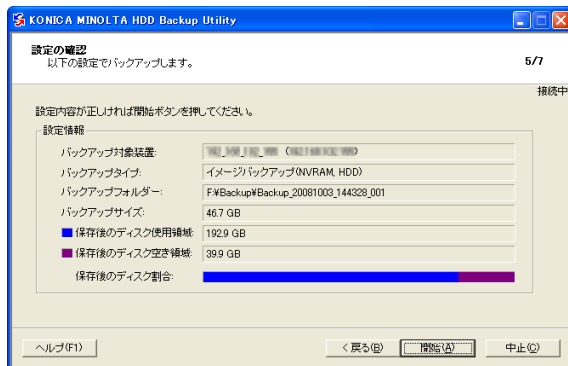 KONICA MINOLTA HDD Backup Utility
設定の確認
以下の設定でバックアップします。
5/7
接続中
設定内容が正しければ開始ボタンを押してください。
設定情報
バックアップ対象装置:
バックアップタイプ: イメージバックアップ(NVRAM, HDD)
バックアップフォルダー: F:¥Backup¥Backup_20081003_144328_001
バックアップサイズ: 46.7 GB
保存後のディスク使用領域: 192.9 GB
保存後のディスク空き領域: 39.9 GB
保存後のディスク割合:
ヘルプ(F1) < 戻る(B) 開始(A) 中止(C)